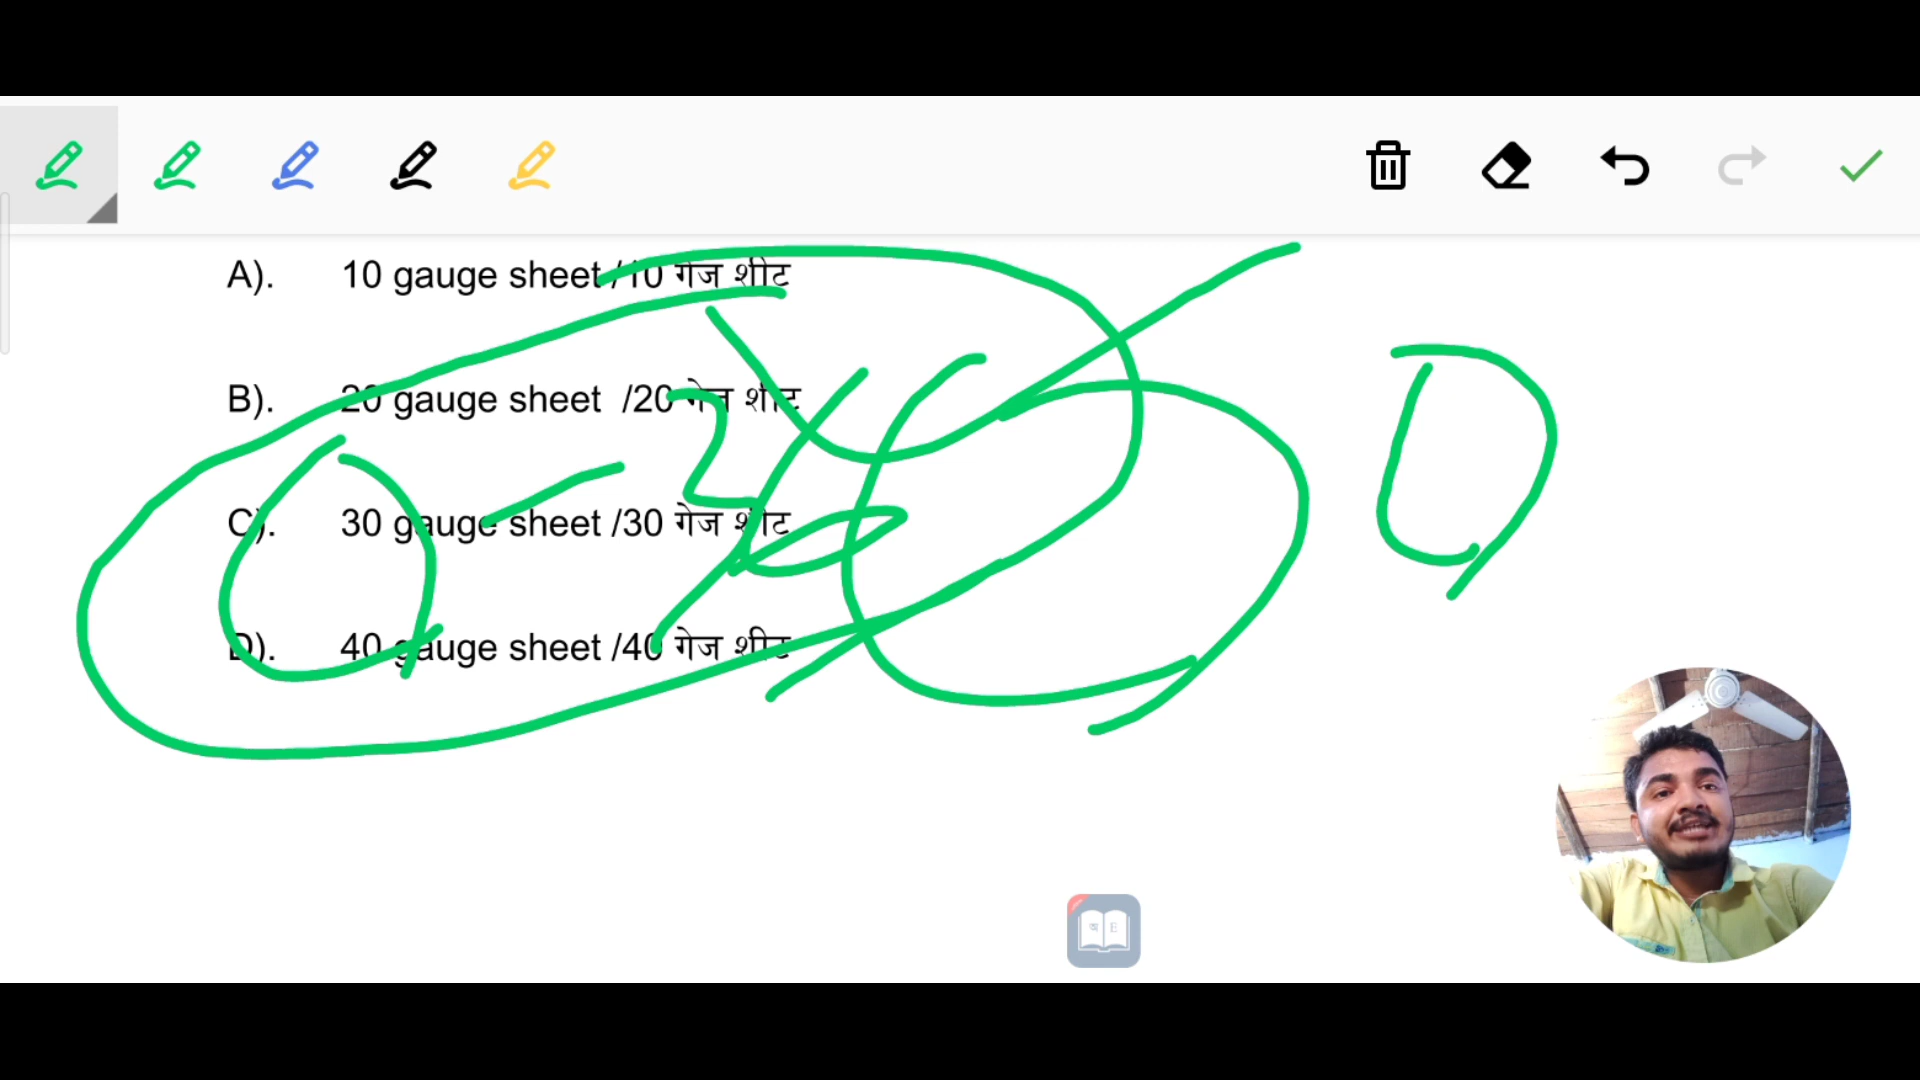 A). 10 gauge sheet /10 गेज शीट
B). 20 gauge sheet /20 गेज शीट
C). 30 gauge sheet /30 गेज शीट
D). 40 gauge sheet /40 गेज शीट
D